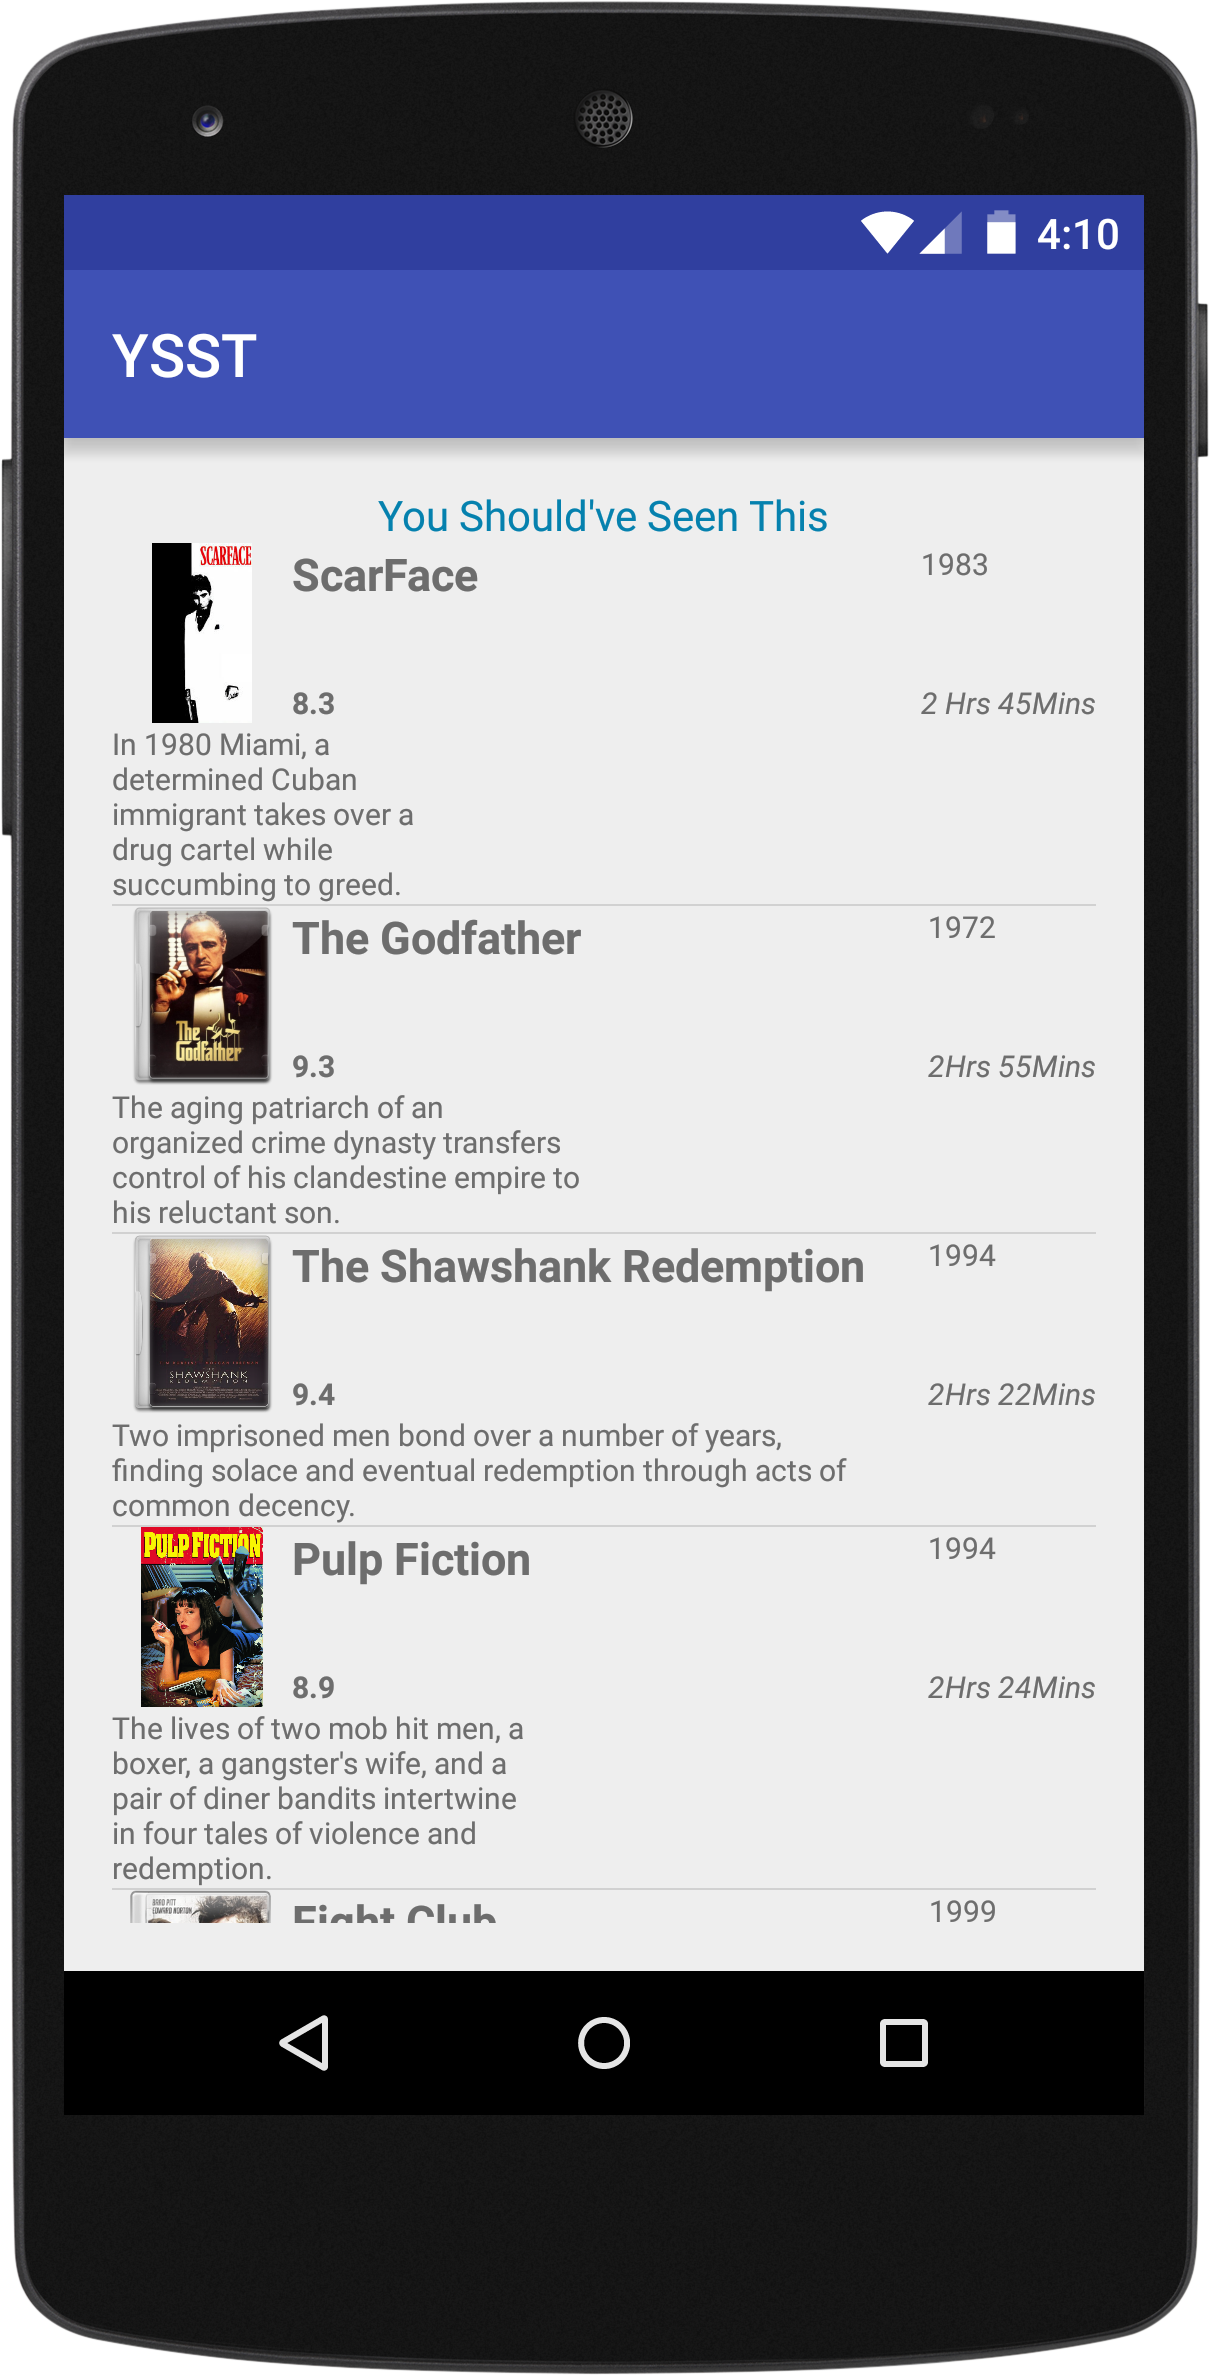 4:10
YSST
You Should've Seen This
SCARFACE
ScarFace
1983
8.3
2 Hrs 45Mins
In 1980 Miami, a
determined Cuban
immigrant takes over a
drug cartel while
succumbing to greed.
The Godfather
1972
The
Godfather
9.3
2Hrs 55Mins
The aging patriarch of an
organized crime dynasty transfers
control of his clandestine empire to
his reluctant son.
The Shawshank Redemption
1994
SHAWSHANK
REDEMPTION
9.4
2Hrs 22Mins
Two imprisoned men bond over a number of years,
finding solace and eventual redemption through acts of
common decency.
PULP FICTION
Pulp Fiction
1994
8.9
2Hrs 24Mins
The lives of two mob hit men, a
boxer, a gangster's wife, and a
pair of diner bandits intertwine
in four tales of violence and
redemption.
BRAD PITT
EDWARD NORTON
Fight Club
1999